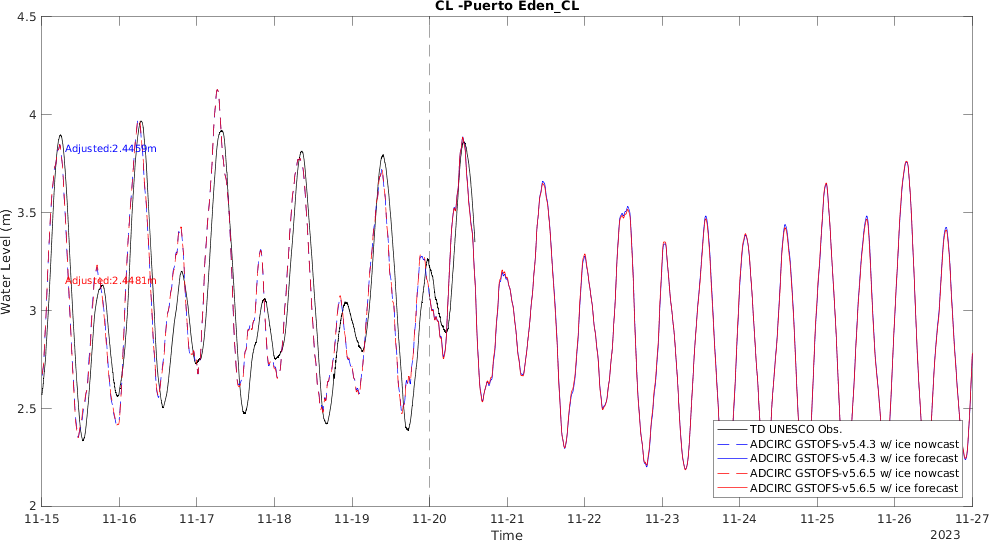 CL -Puerto Eden_CL
4.5
4
3.5
3
2.5
2
Water Level (m)
Adjusted:2.4459m
Adjusted:2.4481m
TD UNESCO Obs.
ADCIRC GSTOFS-v5.4.3 w/ ice nowcast
ADCIRC GSTOFS-v5.4.3 w/ ice forecast
ADCIRC GSTOFS-v5.6.5 w/ ice nowcast
ADCIRC GSTOFS-v5.6.5 w/ ice forecast
11-15 11-16 11-17 11-18 11-19 11-20 11-21 11-22 11-23 11-24 11-25 11-26 11-27
Time
2023